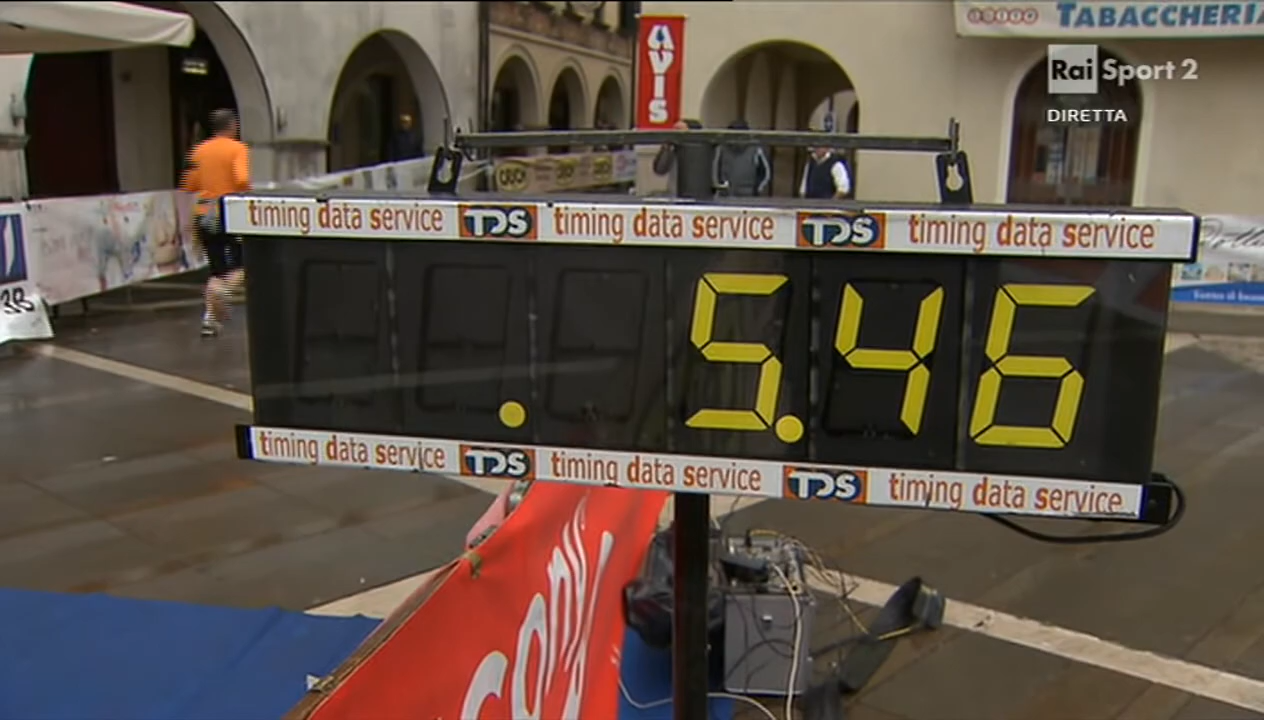 TABACCHERIA
AVIS
Rai Sport 2
DIRETTA
timing data service TDS timing data service TDS timing data service
. 5.46
timing data service TDS timing data service TDS timing data service
38